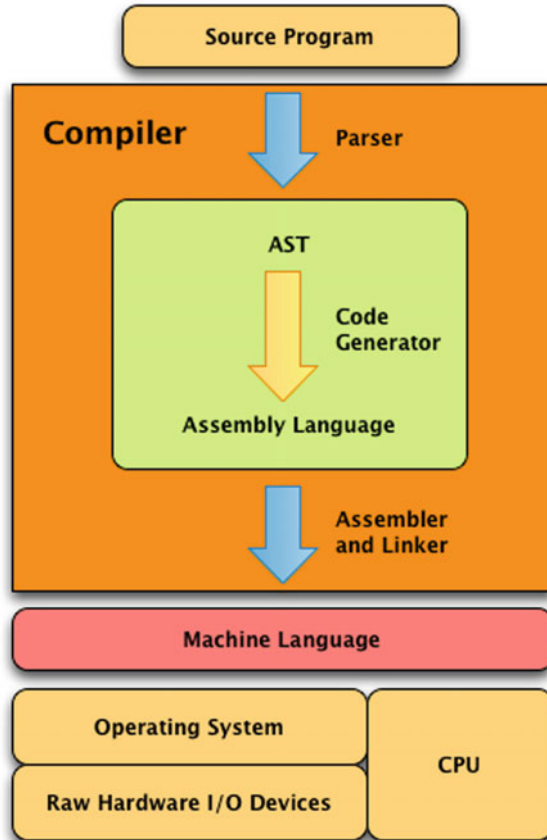 Source Program
Compiler
Parser
AST
Code
Generator
Assembly Language
Assembler
and Linker
Machine Language
Operating System
CPU
Raw Hardware I/O Devices